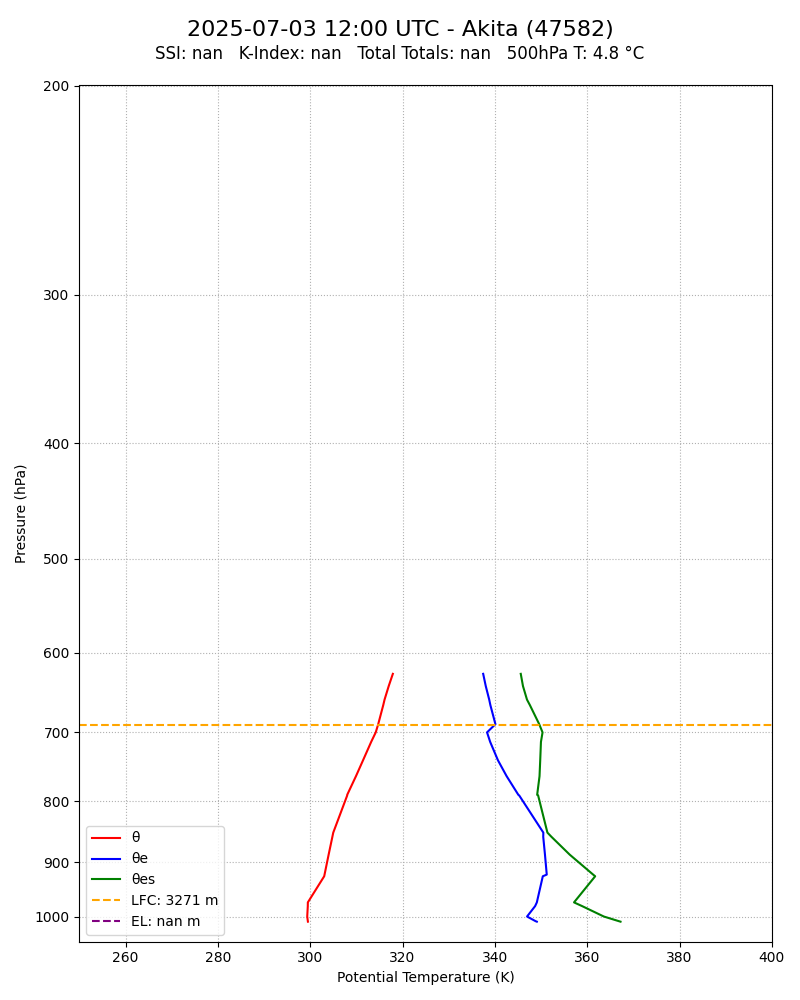 2025-07-03 12:00 UTC - Akita (47582)
SSI: nan   K-Index: nan   Total Totals: nan   500hPa T: 4.8 °C
200
300
400
500
600
700
800
900
1000
Pressure (hPa)
θ
θe
θes
LFC: 3271 m
EL: nan m
260 280 300 320 340 360 380 400
Potential Temperature (K)